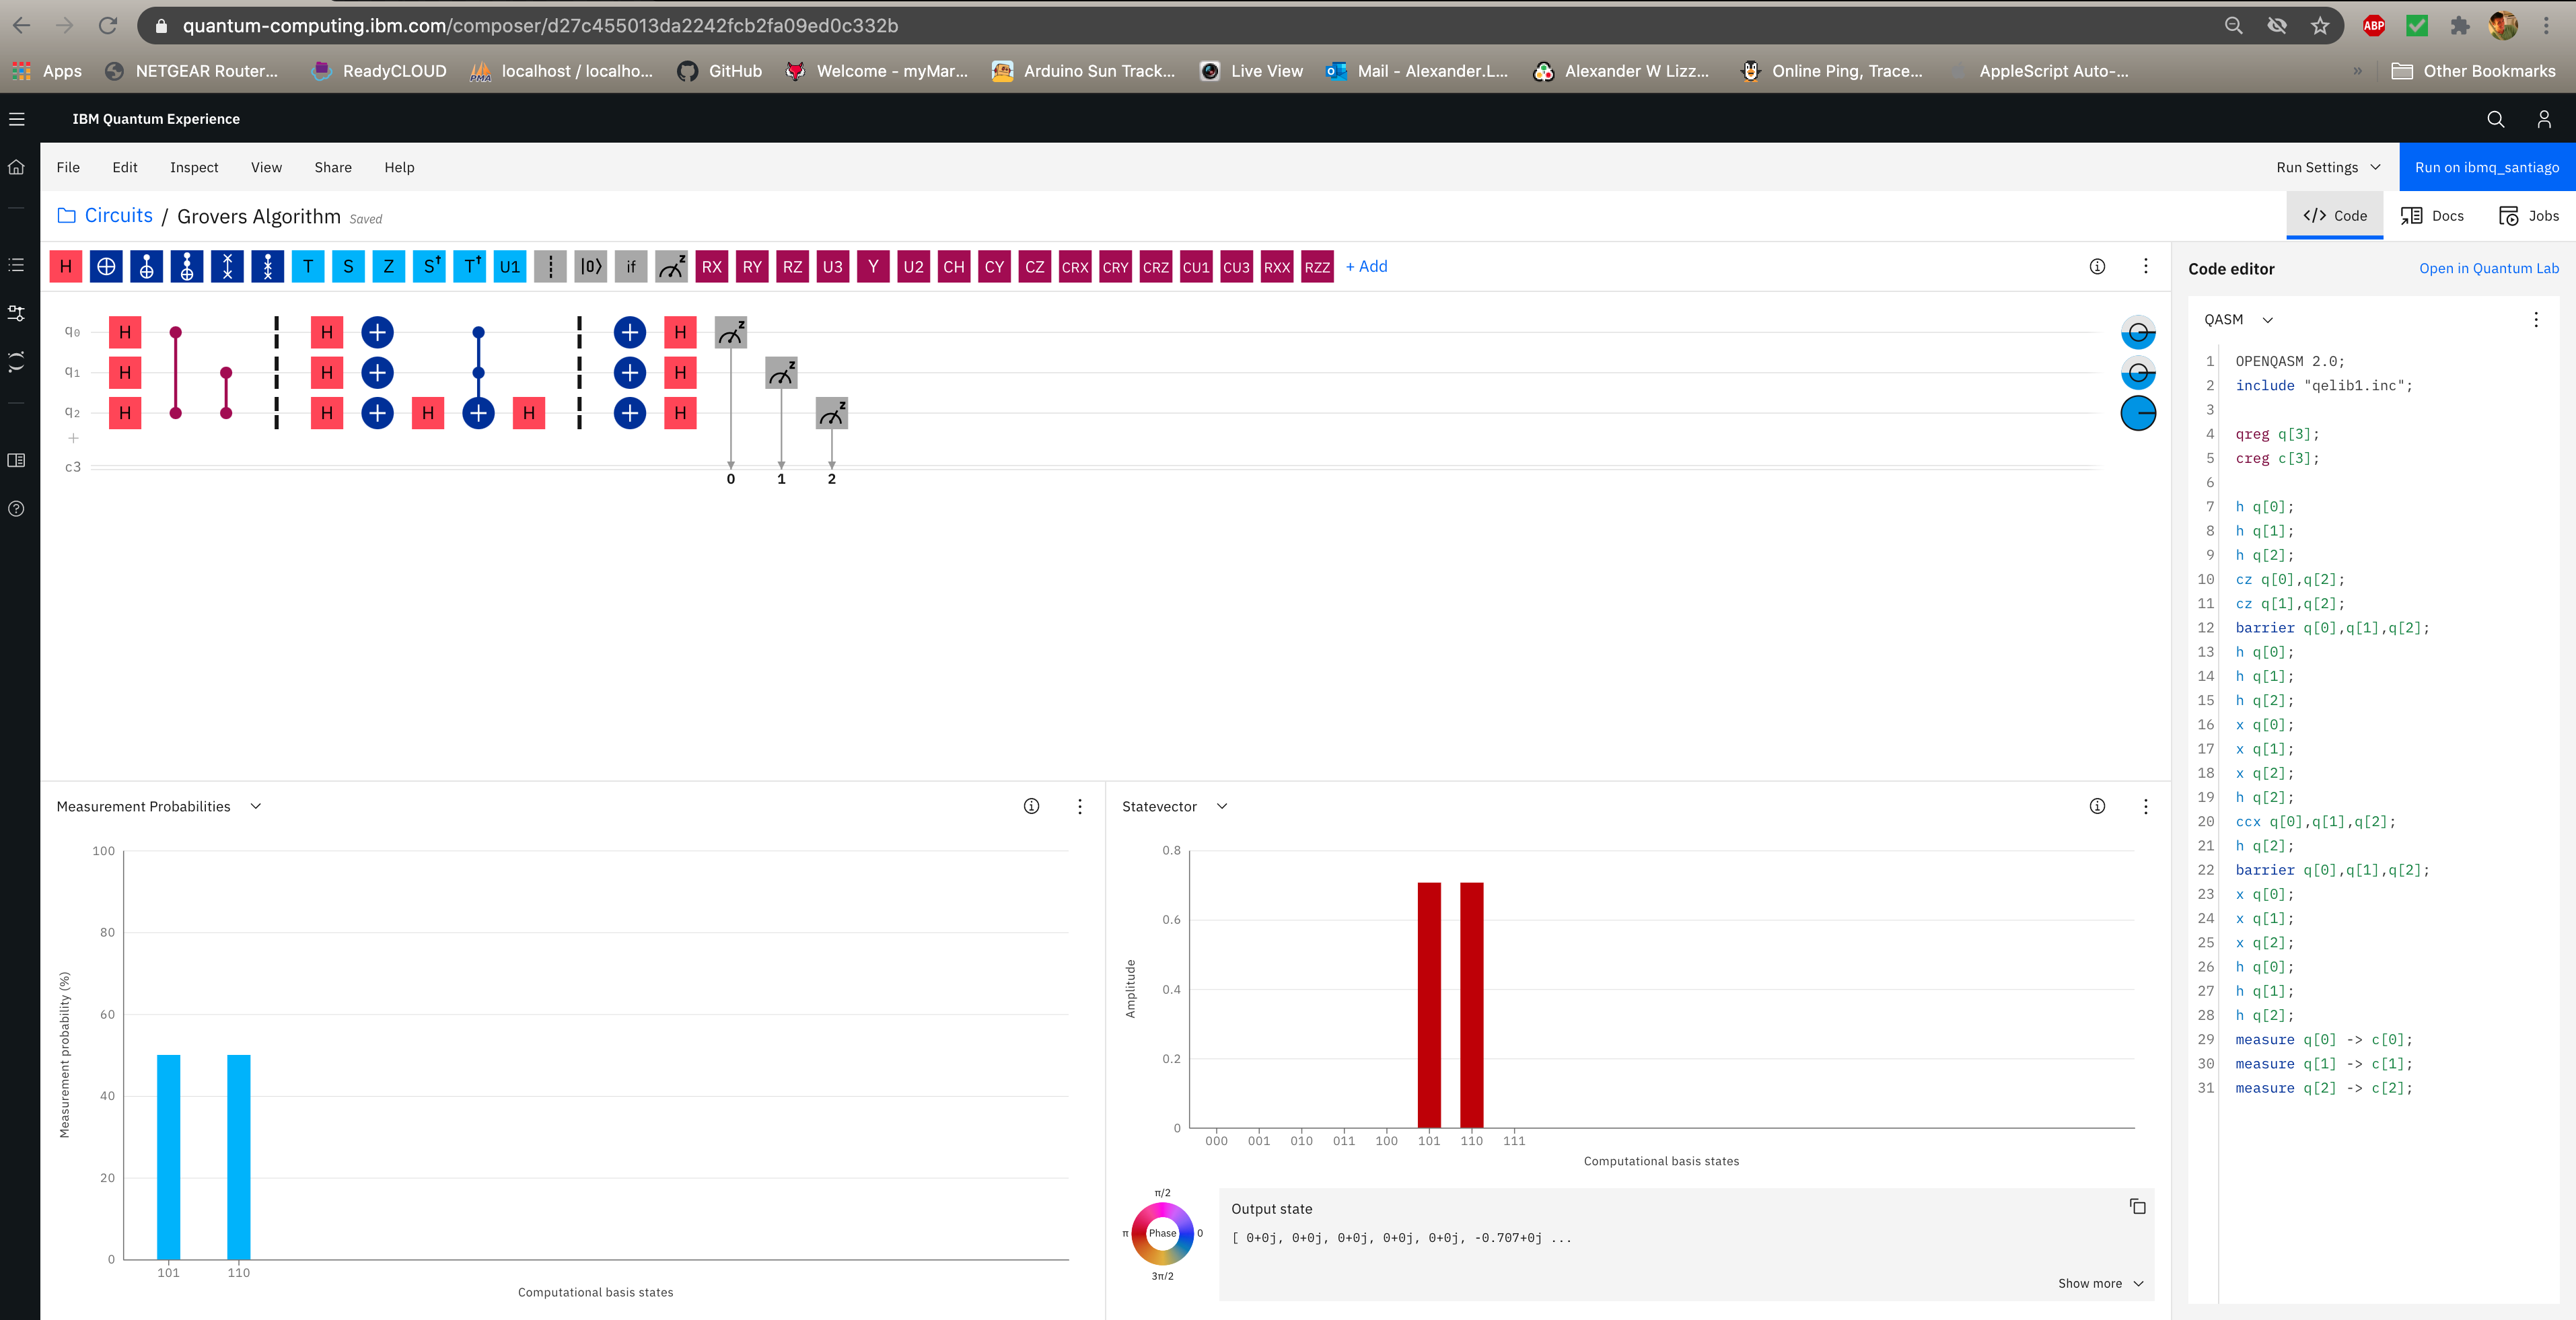 quantum-computing.ibm.com/composer/d27c455013da2242fcb2fa09ed0c332b
ABP
Apps NETGEAR Router... ReadyCLOUD PMA localhost / localho... GitHub Welcome - myMar... Arduino Sun Track... Live View Mail - Alexander.L... Alexander W Lizz... Online Ping, Trace... AppleScript Auto-... » Other Bookmarks
IBM Quantum Experience
File Edit Inspect View Share Help Run Settings Run on ibmq_santiago
Circuits / Grovers Algorithm Saved
</> Code Docs Jobs
H T S Z S† T† U1 |0⟩ if z RX RY RZ U3 Y U2 CH CY CZ CRX CRY CRZ CU1 CU3 RXX RZZ + Add
q0 H H + + H z
q1 H H + + H z
q2 H H + H + H + H z
+
c3
0 1 2
Measurement Probabilities
100
80
60
40
20
0
Measurement probability (%)
101 110
Computational basis states
Statevector
0.8
0.6
0.4
0.2
0
Amplitude
000 001 010 011 100 101 110 111
Computational basis states
π/2
π Phase 0
3π/2
Output state
[ 0+0j, 0+0j, 0+0j, 0+0j, 0+0j, -0.707+0j ...
Show more
Code editor Open in Quantum Lab
QASM
1 OPENQASM 2.0;
2 include "qelib1.inc";
3
4 qreg q[3];
5 creg c[3];
6
7 h q[0];
8 h q[1];
9 h q[2];
10 cz q[0],q[2];
11 cz q[1],q[2];
12 barrier q[0],q[1],q[2];
13 h q[0];
14 h q[1];
15 h q[2];
16 x q[0];
17 x q[1];
18 x q[2];
19 h q[2];
20 ccx q[0],q[1],q[2];
21 h q[2];
22 barrier q[0],q[1],q[2];
23 x q[0];
24 x q[1];
25 x q[2];
26 h q[0];
27 h q[1];
28 h q[2];
29 measure q[0] -> c[0];
30 measure q[1] -> c[1];
31 measure q[2] -> c[2];